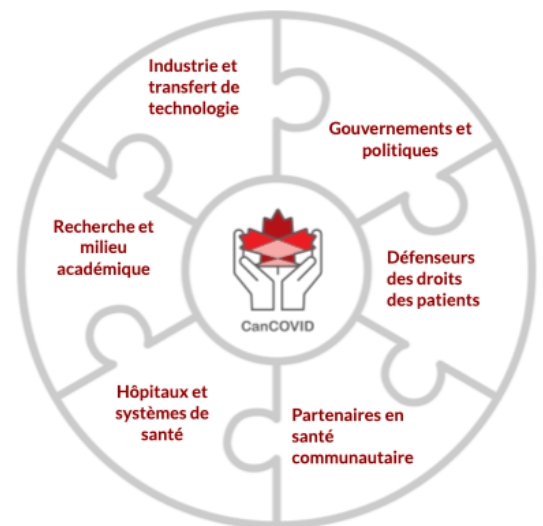 Industrie et
transfert de
technologie
Gouvernements et
politiques
Recherche et
milieu
académique
Défenseurs
des droits
des patients
CanCOVID
Hôpitaux et
systèmes de
santé
Partenaires en
santé
communautaire